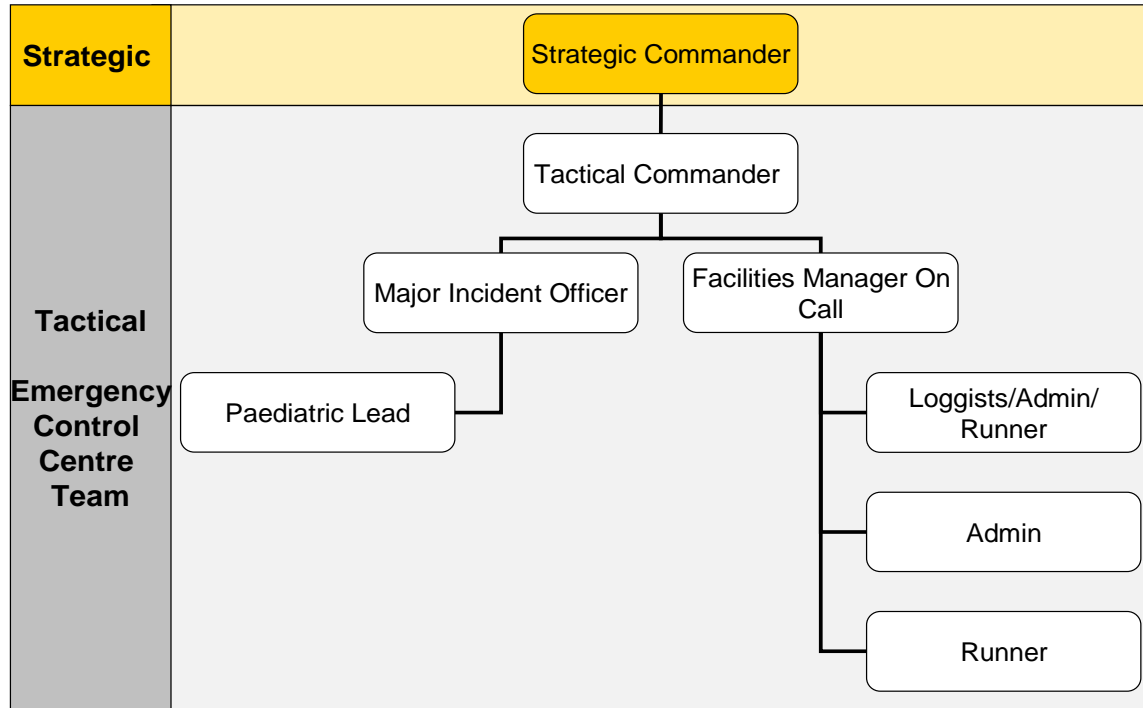 Strategic
Strategic Commander
Tactical Commander
Major Incident Officer
Facilities Manager On
Call
Tactical
Emergency
Control
Centre
Team
Paediatric Lead
Loggists/Admin/
Runner
Admin
Runner